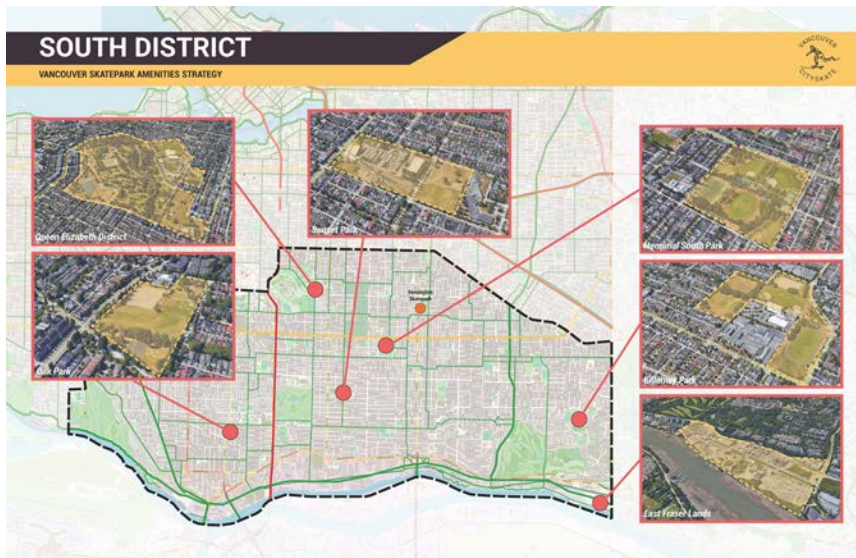 SOUTH DISTRICT
VANCOUVER SKATEPARK AMENITIES STRATEGY
VANCOUVER
CITYSKATE
Queen Elizabeth District
Sunset Park
Memorial South Park
Oak Park
Kensington
Skatepark
Killarney Park
East Fraser Lands